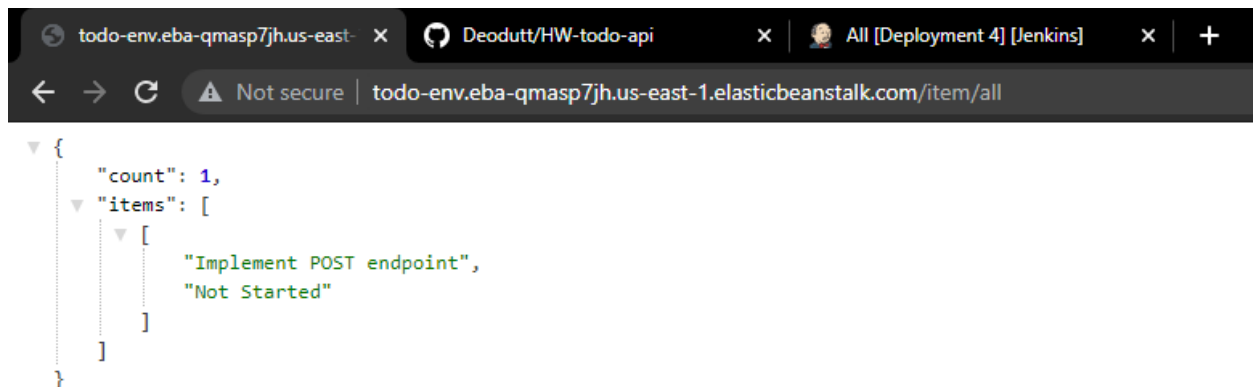 todo-env.eba-qmasp7jh.us-east-
Deodutt/HW-todo-api
All [Deployment 4] [Jenkins]
Not secure | todo-env.eba-qmasp7jh.us-east-1.elasticbeanstalk.com/item/all
{
"count": 1,
"items": [
[
"Implement POST endpoint",
"Not Started"
]
]
}